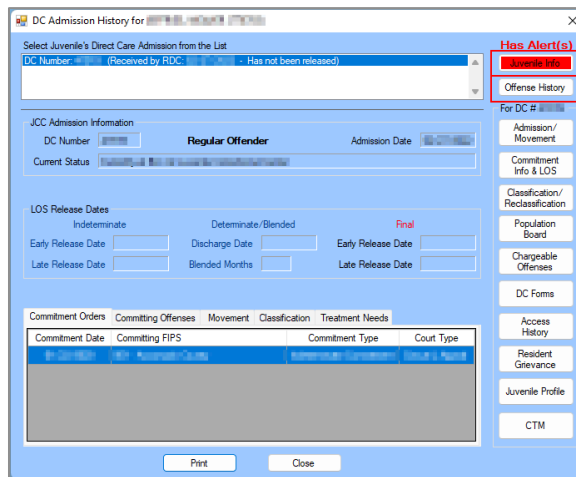 DC Admission History for
Select Juvenile's Direct Care Admission from the List
DC Number: (Received by RDC: - Has not been released)
Has Alert(s)
Juvenile Info
Offense History
For DC #
JCC Admission Information
DC Number Regular Offender Admission Date
Current Status
LOS Release Dates
Indeterminate Determinate/Blended Final
Early Release Date Discharge Date Early Release Date
Late Release Date Blended Months Late Release Date
Commitment Orders Committing Offenses Movement Classification Treatment Needs
Commitment Date Committing FIPS Commitment Type Court Type
Admission/
Movement
Commitment
Info & LOS
Classification/
Reclassification
Population
Board
Chargeable
Offenses
DC Forms
Access
History
Resident
Grievance
Juvenile Profile
CTM
Print Close